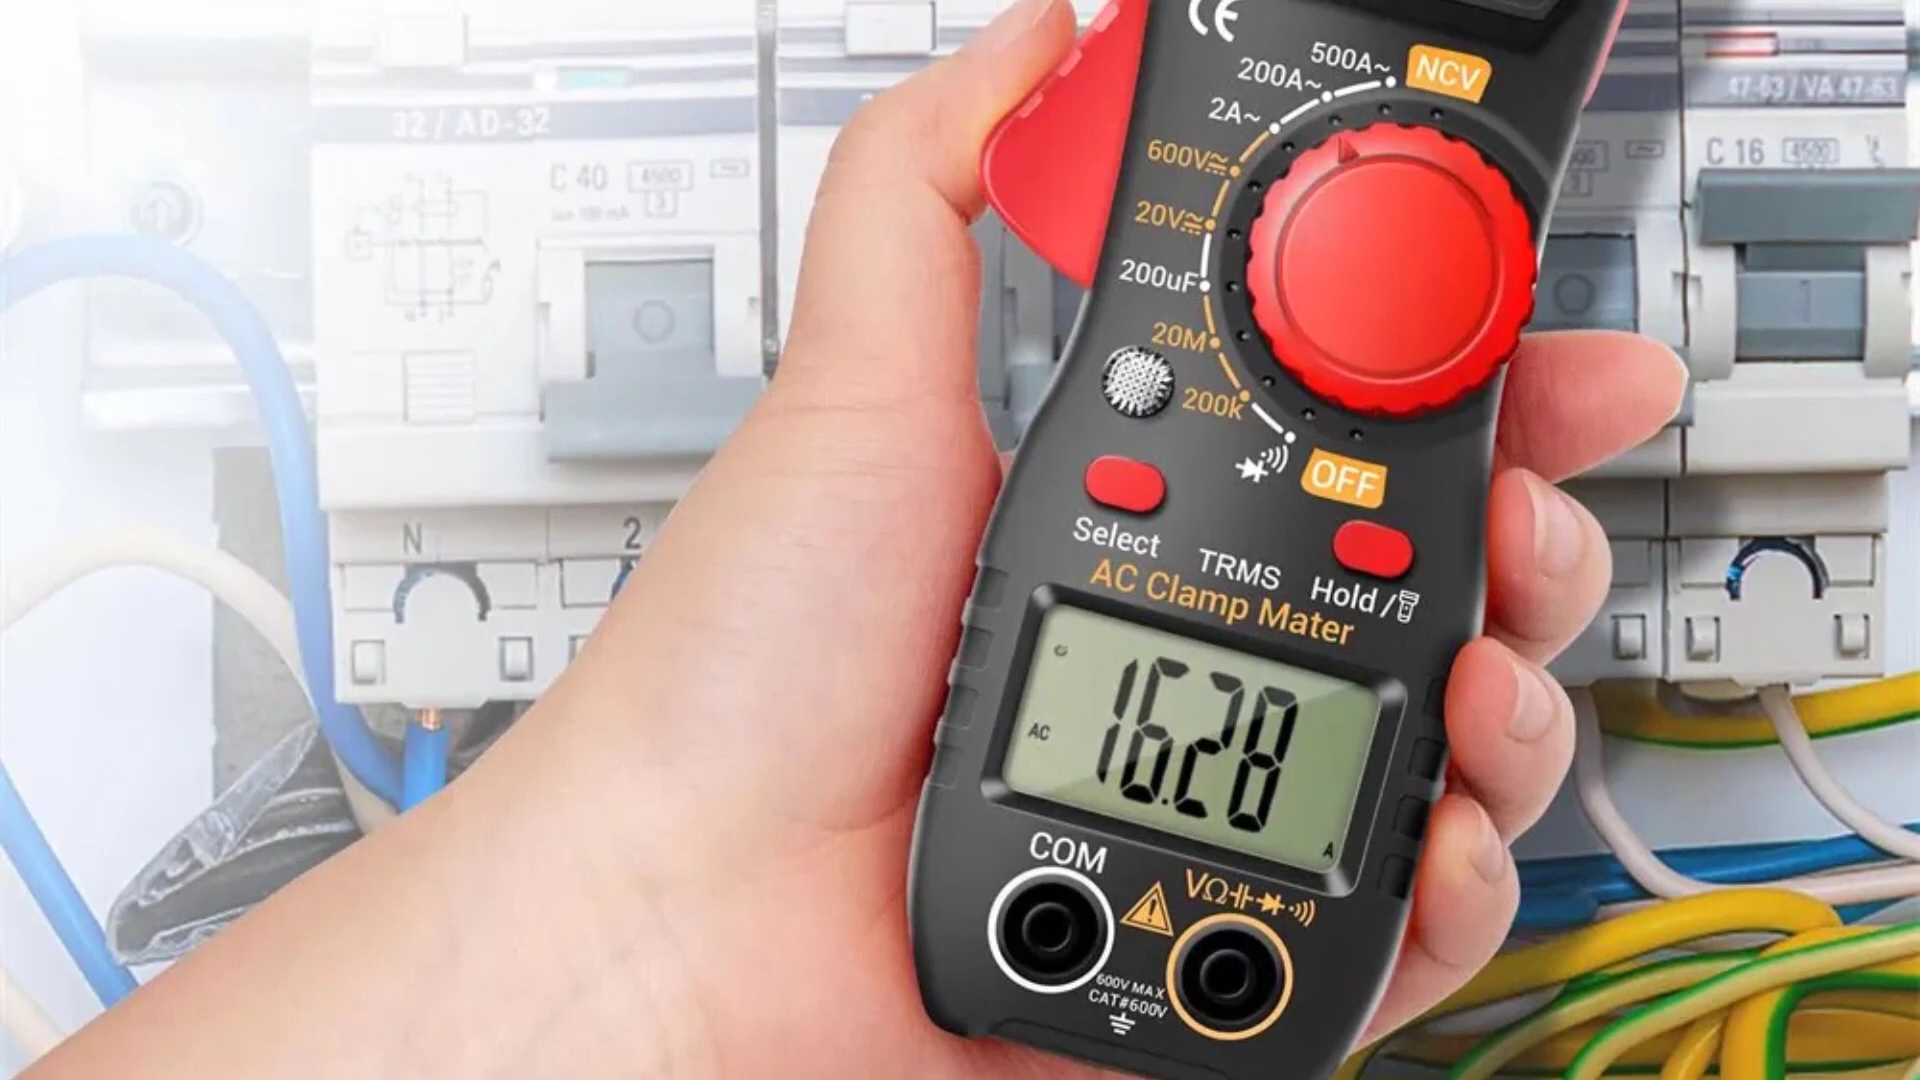 CE
500A~
NCV
200A~
2A~
600V≂
20V≂
200uF
20M
200k
OFF
Select
TRMS
Hold /
AC Clamp Mater
AC
16.28
A
COM
VΩ
600V MAX
CAT#600V
32 / AD-32
C 40
4500
3
N
2
47-63 / VA 47-63
C 16
4500